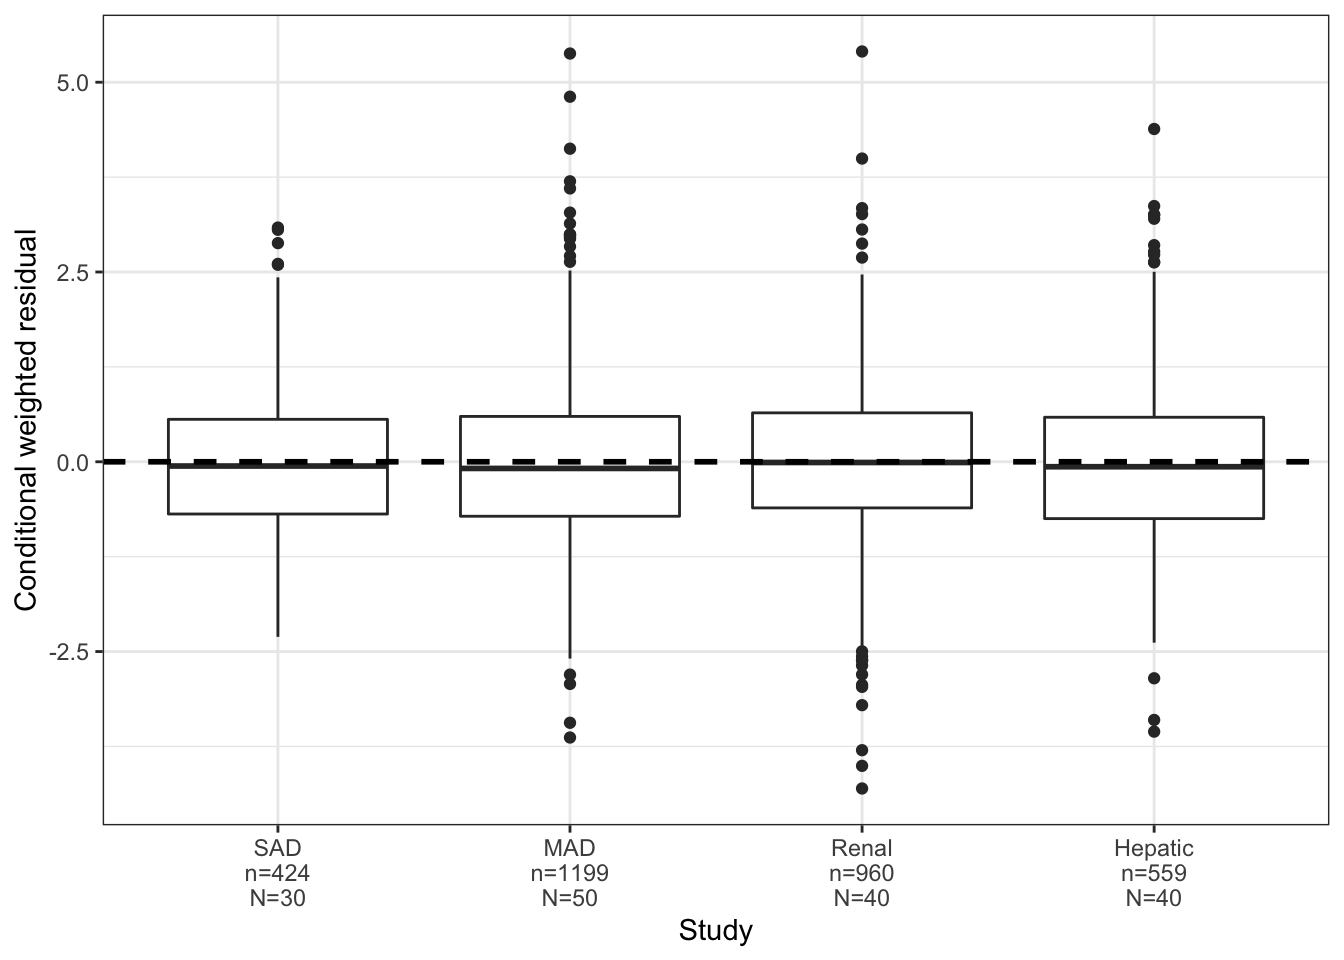 Conditional weighted residual
5.0
2.5
0.0
-2.5
SAD MAD Renal Hepatic
n=424 n=1199 n=960 n=559
N=30 N=50 N=40 N=40
Study